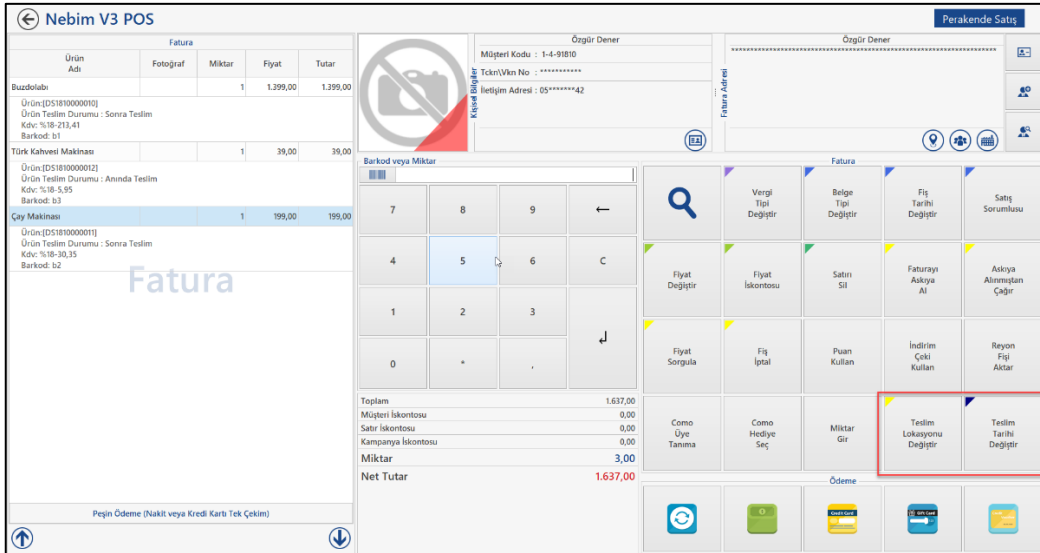 Nebim V3 POS
Perakende Satış
Fatura
Ürün
Adı
Fotoğraf
Miktar
Fiyat
Tutar
Buzdolabı 1 1.399,00 1.399,00
Ürün:[DS1810000010]
Ürün Teslim Durumu : Sonra Teslim
Kdv: %18-213,41
Barkod: b1
Türk Kahvesi Makinası 1 39,00 39,00
Ürün:[DS1810000012]
Ürün Teslim Durumu : Anında Teslim
Kdv: %18-5,95
Barkod: b3
Çay Makinası 1 199,00 199,00
Ürün:[DS1810000011]
Ürün Teslim Durumu : Sonra Teslim
Kdv: %18-30,35
Barkod: b2
Fatura
Peşin Ödeme (Nakit veya Kredi Kartı Tek Çekim)
Kişisel Bilgiler
Özgür Dener
Müşteri Kodu : 1-4-91810
Tckn\Vkn No : ***********
İletişim Adresi : 05*******42
Fatura Adresi
Özgür Dener
Barkod veya Miktar
7 8 9 ←
4 5 6 C
1 2 3
0 * ,
Toplam 1.637,00
Müşteri İskontosu 0,00
Satır İskontosu 0,00
Kampanya İskontosu 0,00
Miktar 3,00
Net Tutar 1.637,00
Fatura
Vergi
Tipi
Değiştir
Belge
Tipi
Değiştir
Fiş
Tarihi
Değiştir
Satış
Sorumlusu
Fiyat
Değiştir
Fiyat
İskontosu
Satırı
Sil
Faturayı
Askıya
Al
Askıya
Alınmıştan
Çağır
Fiyat
Sorgula
Fiş
İptal
Puan
Kullan
İndirim
Çeki
Kullan
Reyon
Fişi
Aktar
Como
Üye
Tanıma
Como
Hediye
Seç
Miktar
Gir
Teslim
Lokasyonu
Değiştir
Teslim
Tarihi
Değiştir
Ödeme
Credit Card
Gift Card